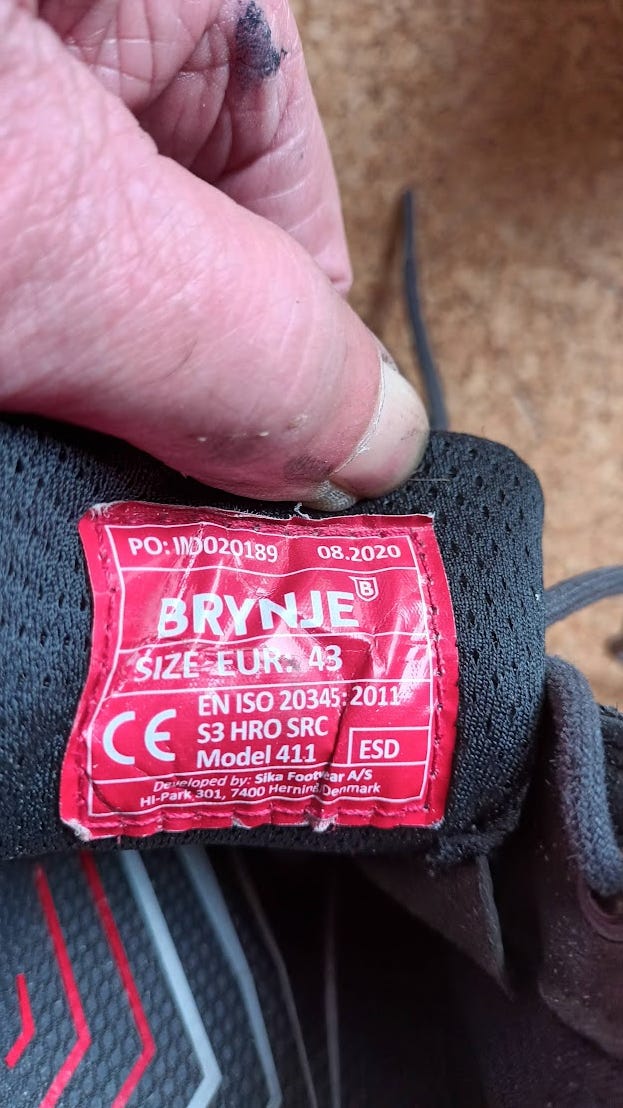 PO: IND020189 08.2020
BRYNJE B
SIZE EUR: 43
EN ISO 20345:2011
CE S3 HRO SRC
Model 411 ESD
Developed by: Sika Footwear A/S
HI-Park 301, 7400 Herning Denmark